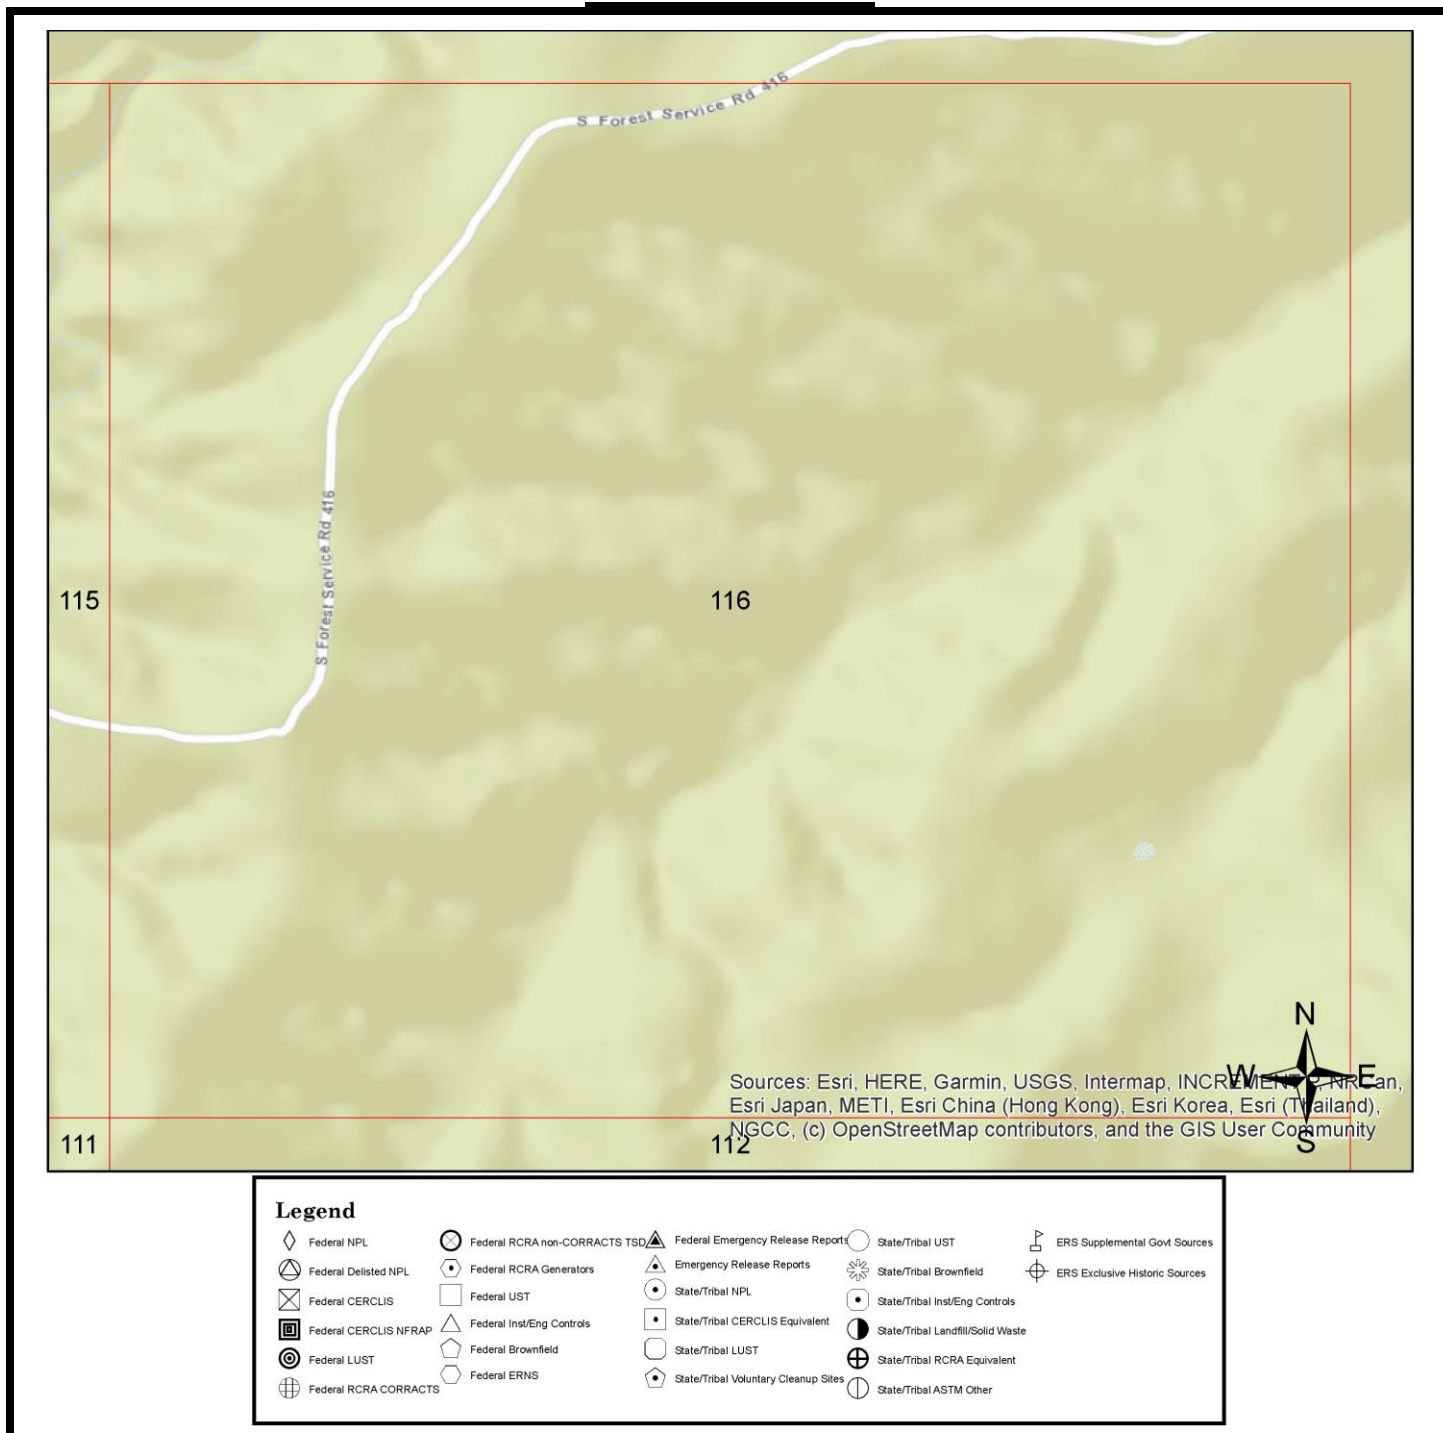 S Forest Service Rd 416
S Forest Service Rd 416
115
116
N
W
E
S
Sources: Esri, HERE, Garmin, USGS, Intermap,
Esri Japan, METI, Esri China (Hong Kong), Esri Korea, Esri
NGCC, (c) OpenStreetMap contributors, and the GIS User Community
111
112
Legend
Federal NPL
Federal Delisted NPL
Federal CERCLIS
Federal CERCLIS NFRAP
Federal LUST
Federal RCRA CORRACTS
Federal RCRA non-CORRACTS TSD
Federal RCRA Generators
Federal UST
Federal Inst/Eng Controls
Federal Brownfield
Federal ERNS
Federal Emergency Release Reports
Emergency Release Reports
State/Tribal NPL
State/Tribal CERCLIS Equivalent
State/Tribal LUST
State/Tribal Voluntary Cleanup Sites
State/Tribal UST
State/Tribal Brownfield
State/Tribal Inst/Eng Controls
State/Tribal Landfill/Solid Waste
State/Tribal RCRA Equivalent
State/Tribal ASTM Other
ERS Supplemental Govt Sources
ERS Exclusive Historic Sources